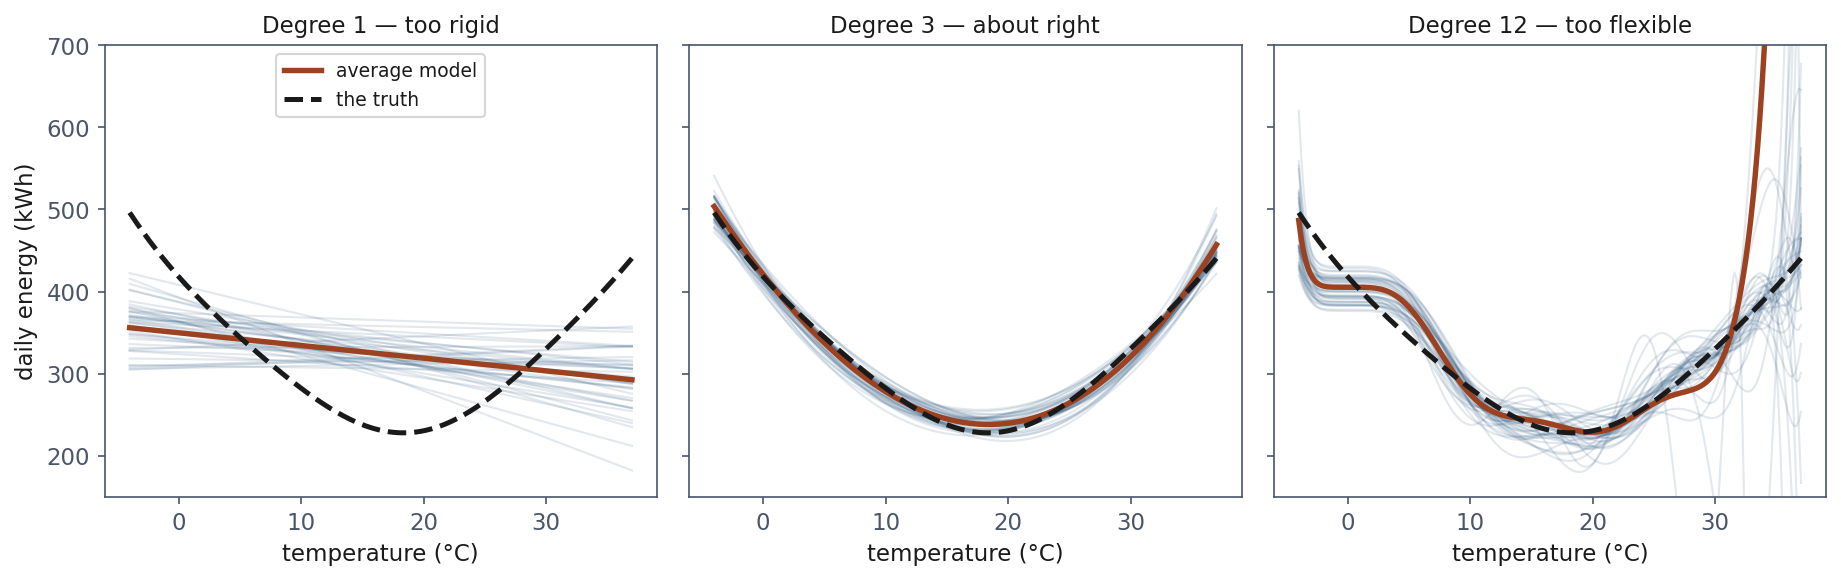 Degree 1 — too rigid
Degree 3 — about right
Degree 12 — too flexible
average model
the truth
daily energy (kWh)
700
600
500
400
300
200
0
10
20
30
0
10
20
30
0
10
20
30
temperature (°C)
temperature (°C)
temperature (°C)